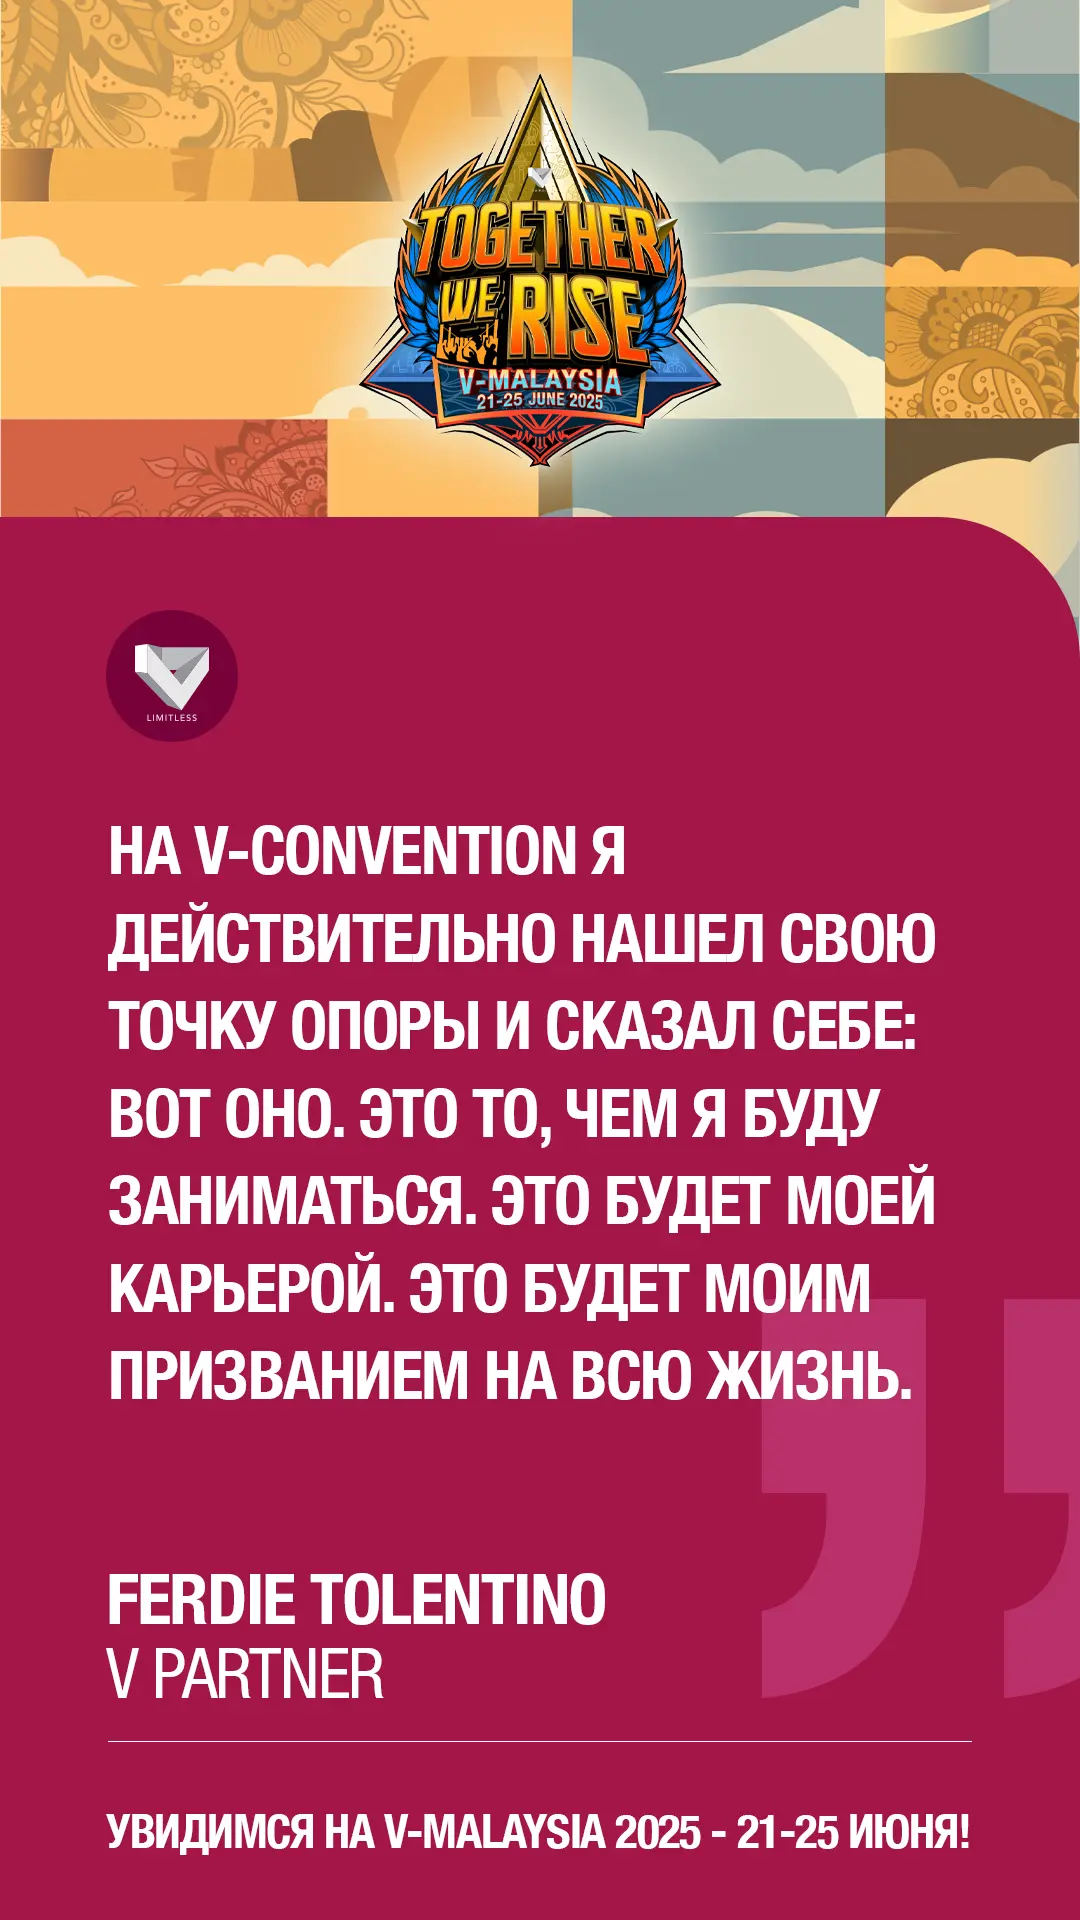 TOGETHER
WE RISE
V-MALAYSIA
21-25 JUNE 2025
LIMITLESS
НА V-CONVENTION Я
ДЕЙСТВИТЕЛЬНО НАШЕЛ СВОЮ
ТОЧКУ ОПОРЫ И СКАЗАЛ СЕБЕ:
ВОТ ОНО. ЭТО ТО, ЧЕМ Я БУДУ
ЗАНИМАТЬСЯ. ЭТО БУДЕТ МОЕЙ
КАРЬЕРОЙ. ЭТО БУДЕТ МОИМ
ПРИЗВАНИЕМ НА ВСЮ ЖИЗНЬ.
FERDIE TOLENTINO
V PARTNER
УВИДИМСЯ НА V-MALAYSIA 2025 - 21-25 ИЮНЯ!